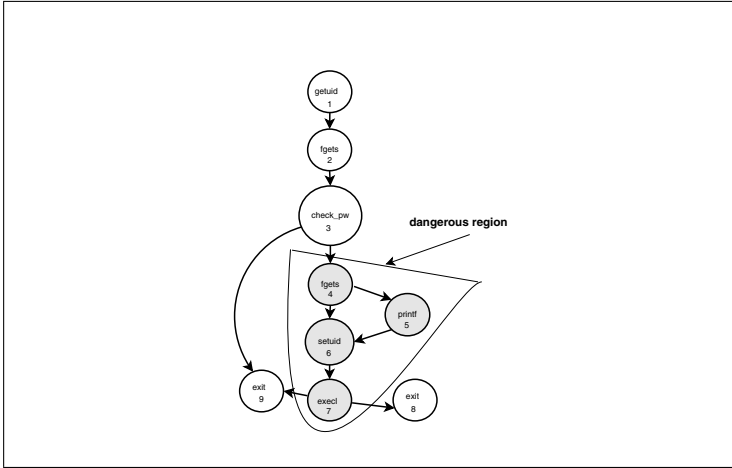 getuid
1
fgets
2
check_pw
3
dangerous region
fgets
4
printf
5
setuid
6
exit
9
execl
7
exit
8